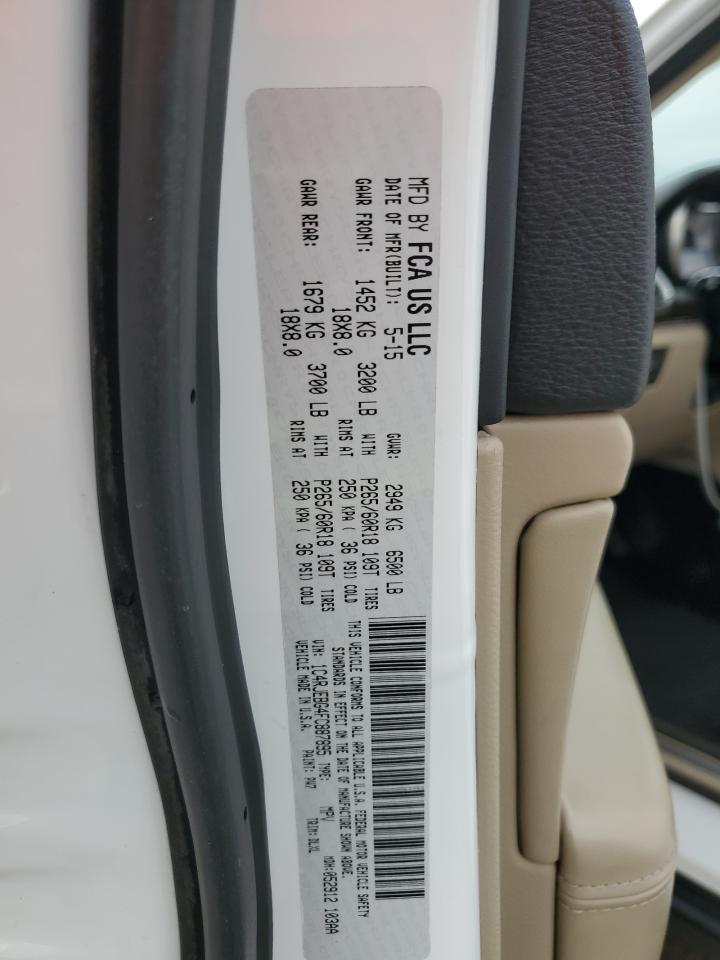 MFD BY FCA US LLC
DATE OF MFR(BUILT): 5-15 GVWR: 2949 KG 6500 LB
GAWR FRONT: 1452 KG 3200 LB WITH P265/60R18 109T TIRES
18X8.0 RIMS AT 250 KPA ( 36 PSI) COLD
GAWR REAR: 1679 KG 3700 LB WITH P265/60R18 109T TIRES
18X8.0 RIMS AT 250 KPA ( 36 PSI) COLD
THIS VEHICLE CONFORMS TO ALL APPLICABLE U.S.A. FEDERAL MOTOR VEHICLE SAFETY
STANDARDS IN EFFECT ON THE DATE OF MANUFACTURE SHOWN ABOVE.
VIN: 1C4RJEBG4FC887895 TYPE: MPV MDH:052912 103AA
VEHICLE MADE IN U.S.A. PAINT: PW7 TRIM:DLXL